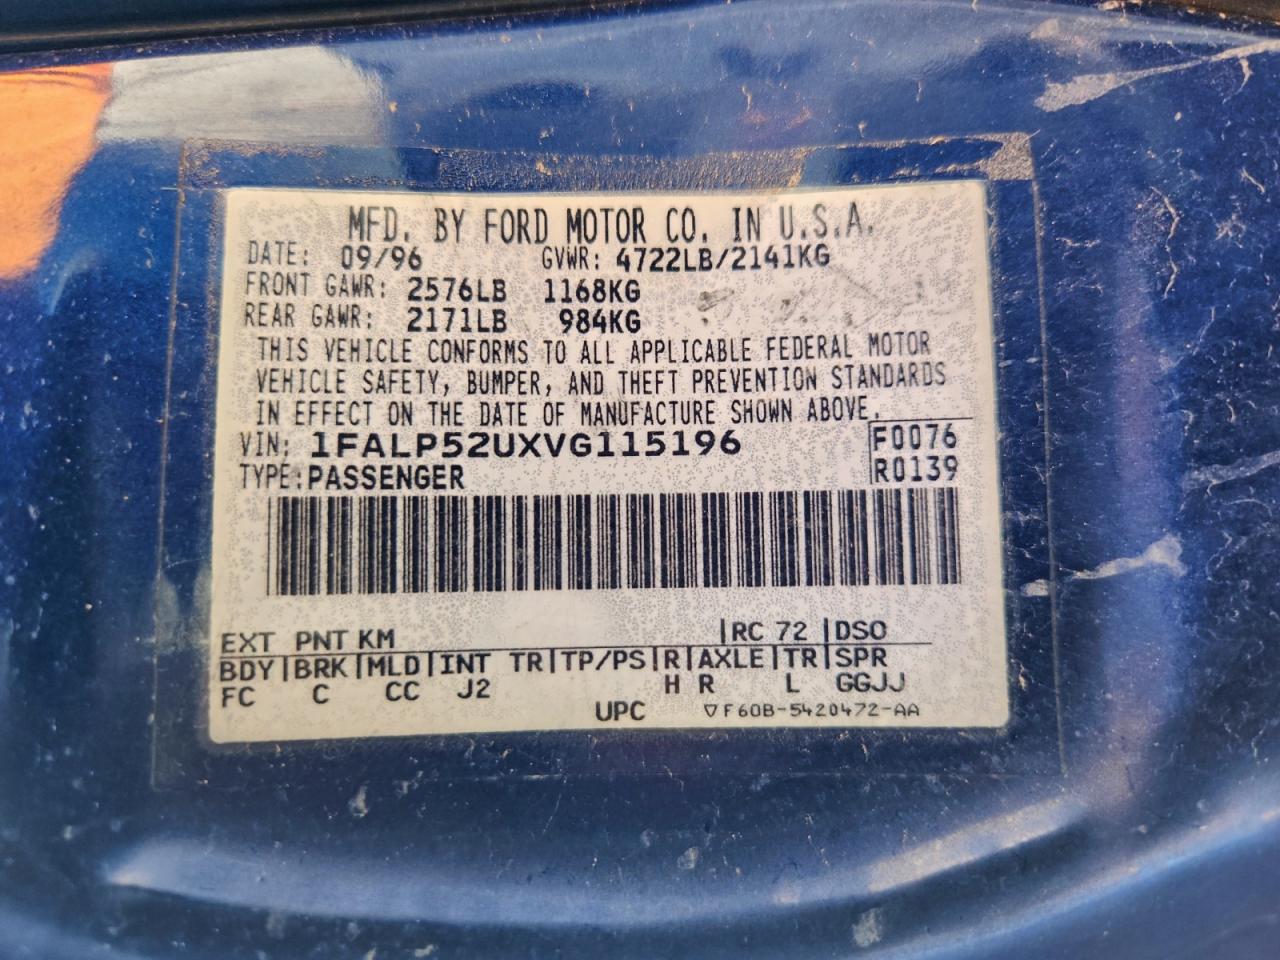 MFD. BY FORD MOTOR CO. IN U.S.A.
DATE: 09/96 GVWR: 4722LB/2141KG
FRONT GAWR: 2576LB 1168KG
REAR GAWR: 2171LB 984KG
THIS VEHICLE CONFORMS TO ALL APPLICABLE FEDERAL MOTOR
VEHICLE SAFETY, BUMPER, AND THEFT PREVENTION STANDARDS
IN EFFECT ON THE DATE OF MANUFACTURE SHOWN ABOVE.
VIN: 1FALP52UXVG115196 F0076
TYPE: PASSENGER R0139
EXT PNT KM RC 72 DSO
BDY BRK MLD INT TR TP/PS R AXLE TR SPR
FC C CC J2 H R L GGJJ
UPC ▽F60B-5420472-AA